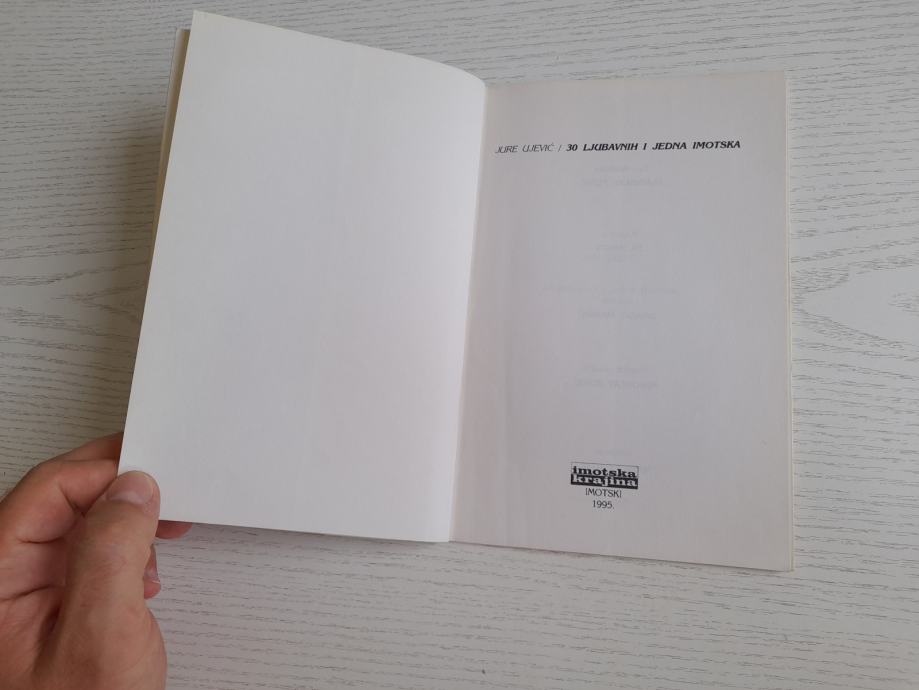 JURE UJEVIĆ / 30 LJUBAVNIH I JEDNA IMOTSKA
imotska
krajina
IMOTSKI
1995.